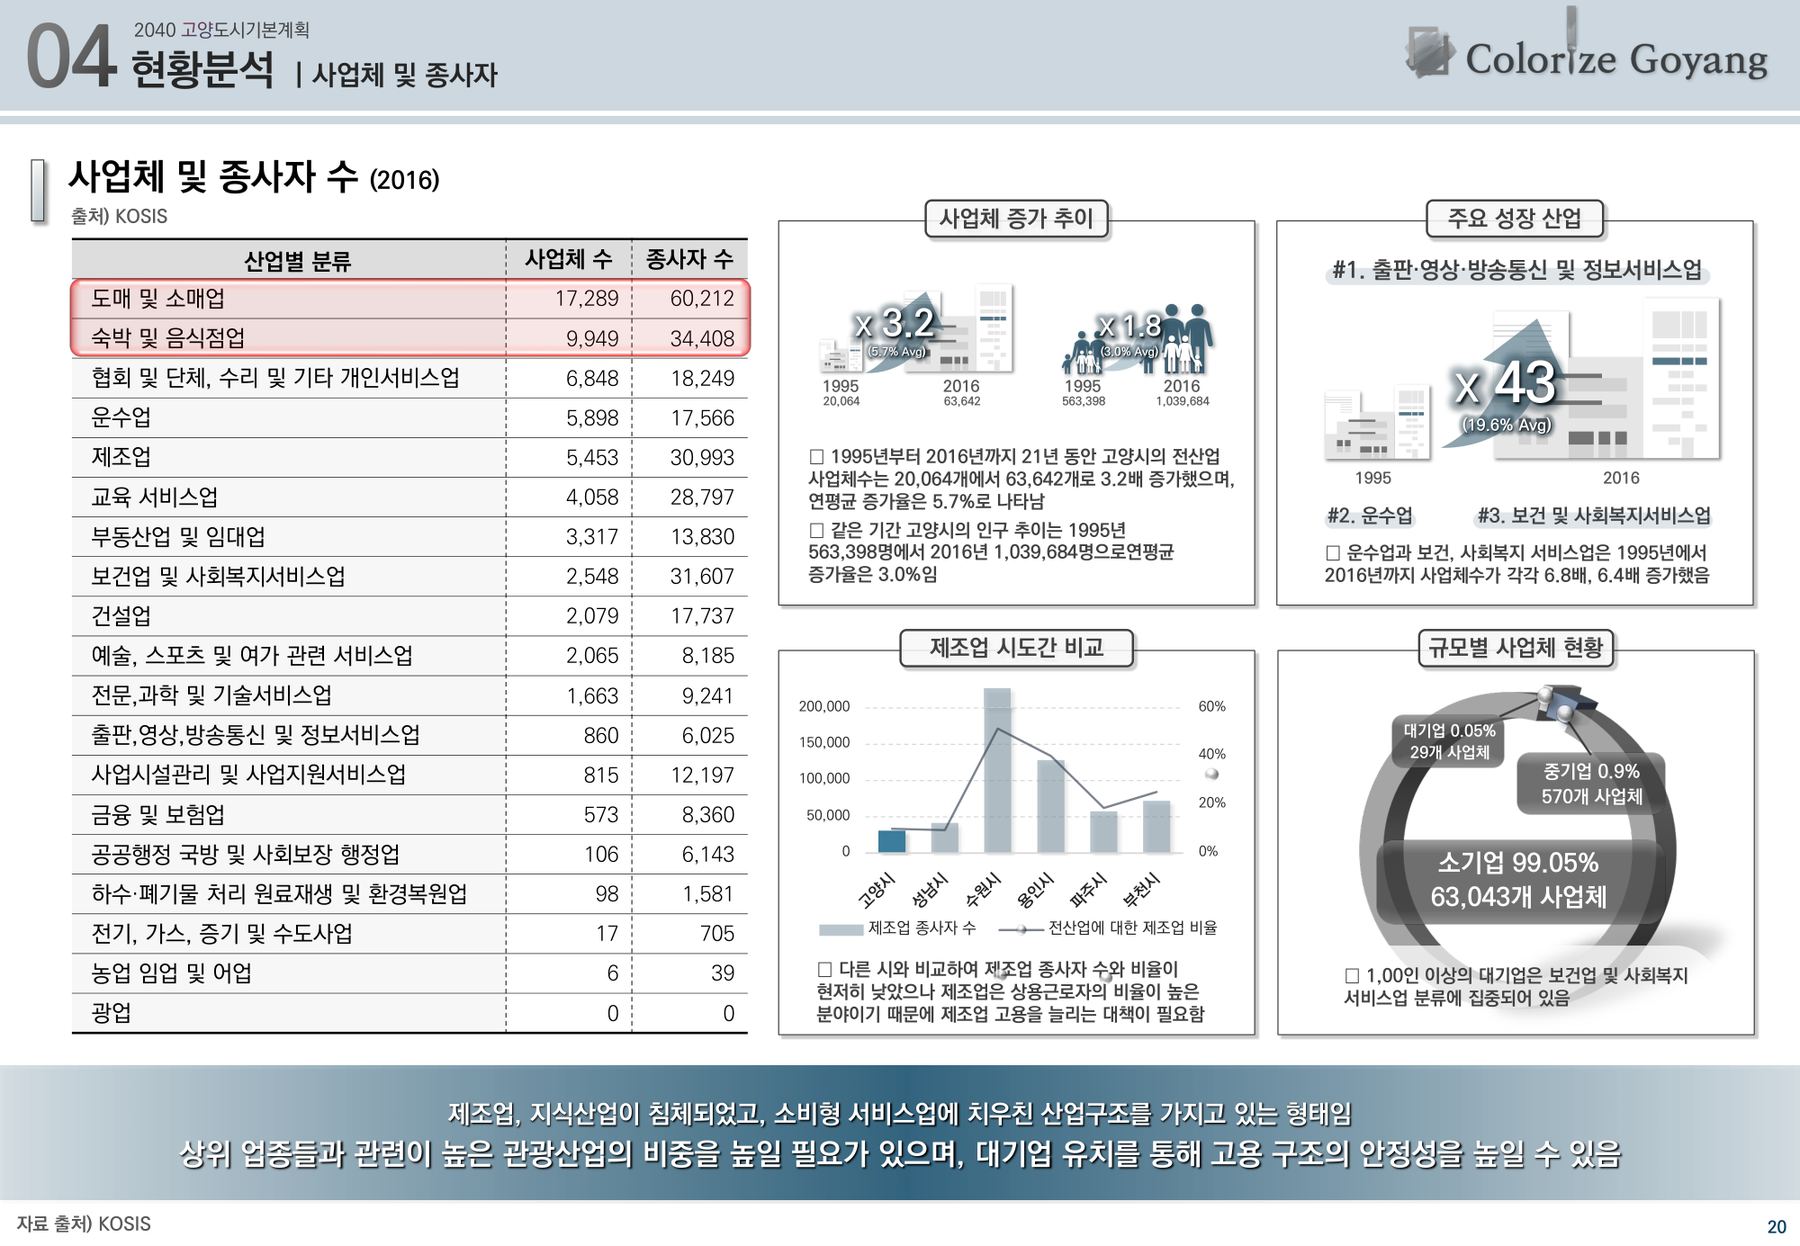 04
2040 고양도시기본계획
현황분석 | 사업체 및 종사자
Colorize Goyang
사업체 및 종사자 수 (2016)
출처) KOSIS
산업별 분류 사업체 수 종사자 수
도매 및 소매업 17,289 60,212
숙박 및 음식점업 9,949 34,408
협회 및 단체, 수리 및 기타 개인서비스업 6,848 18,249
운수업 5,898 17,566
제조업 5,453 30,993
교육 서비스업 4,058 28,797
부동산업 및 임대업 3,317 13,830
보건업 및 사회복지서비스업 2,548 31,607
건설업 2,079 17,737
예술, 스포츠 및 여가 관련 서비스업 2,065 8,185
전문,과학 및 기술서비스업 1,663 9,241
출판,영상,방송통신 및 정보서비스업 860 6,025
사업시설관리 및 사업지원서비스업 815 12,197
금융 및 보험업 573 8,360
공공행정 국방 및 사회보장 행정업 106 6,143
하수·폐기물 처리 원료재생 및 환경복원업 98 1,581
전기, 가스, 증기 및 수도사업 17 705
농업 임업 및 어업 6 39
광업 0 0
사업체 증가 추이
X 3.2
(5.7% Avg)
1995 2016
20,064 63,642
X 1.8
(3.0% Avg)
1995 2016
563,398 1,039,684
□ 1995년부터 2016년까지 21년 동안 고양시의 전산업
사업체수는 20,064개에서 63,642개로 3.2배 증가했으며,
연평균 증가율은 5.7%로 나타남
□ 같은 기간 고양시의 인구 추이는 1995년
563,398명에서 2016년 1,039,684명으로연평균
증가율은 3.0%임
주요 성장 산업
#1. 출판·영상·방송통신 및 정보서비스업
X 43
(19.6% Avg)
1995 2016
#2. 운수업 #3. 보건 및 사회복지서비스업
□ 운수업과 보건, 사회복지 서비스업은 1995년에서
2016년까지 사업체수가 각각 6.8배, 6.4배 증가했음
제조업 시도간 비교
200,000 60%
150,000
40%
100,000
20%
50,000
0 0%
고양시 성남시 수원시 용인시 파주시 부천시
제조업 종사자 수 전산업에 대한 제조업 비율
□ 다른 시와 비교하여 제조업 종사자 수와 비율이
현저히 낮았으나 제조업은 상용근로자의 비율이 높은
분야이기 때문에 제조업 고용을 늘리는 대책이 필요함
규모별 사업체 현황
대기업 0.05%
29개 사업체
중기업 0.9%
570개 사업체
소기업 99.05%
63,043개 사업체
□ 1,00인 이상의 대기업은 보건업 및 사회복지
서비스업 분류에 집중되어 있음
제조업, 지식산업이 침체되었고, 소비형 서비스업에 치우친 산업구조를 가지고 있는 형태임
상위 업종들과 관련이 높은 관광산업의 비중을 높일 필요가 있으며, 대기업 유치를 통해 고용 구조의 안정성을 높일 수 있음
자료 출처) KOSIS
20